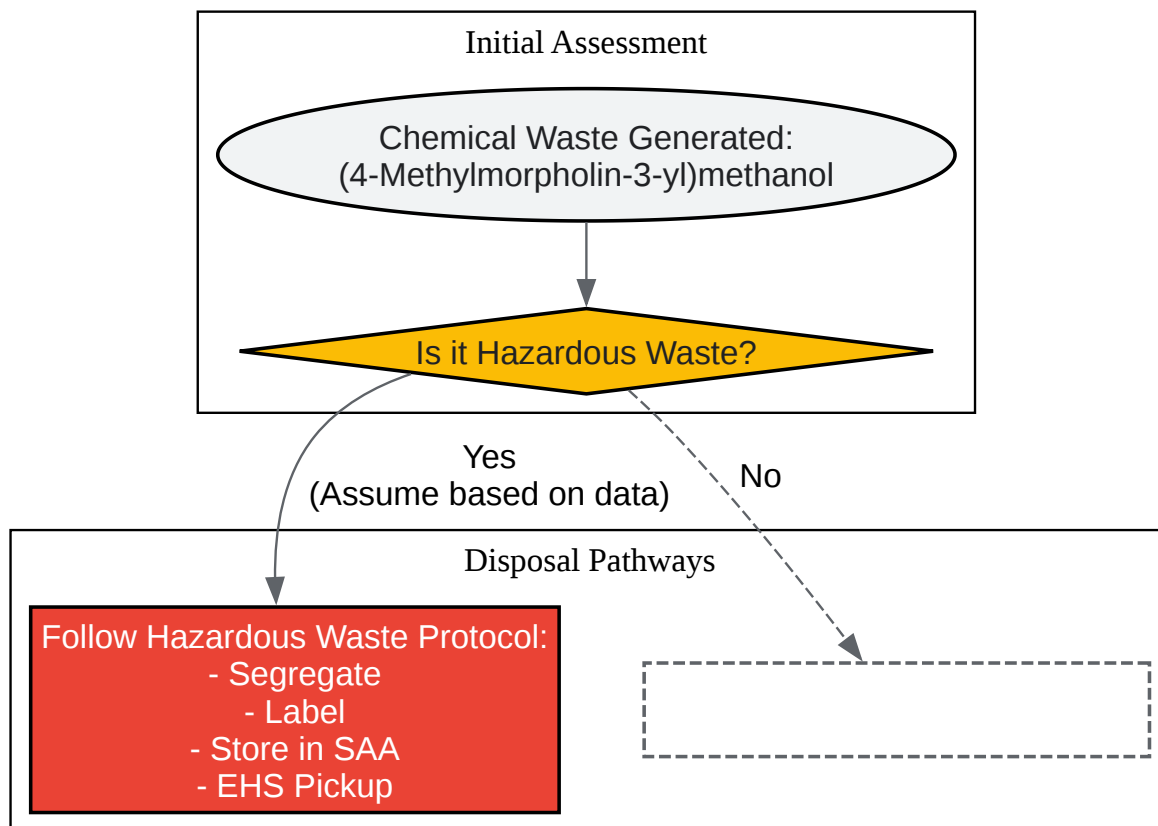 Initial Assessment
Chemical Waste Generated:
(4-Methylmorpholin-3-yl)methanol
Is it Hazardous Waste?
Yes
(Assume based on data)
No
Disposal Pathways
Follow Hazardous Waste Protocol:
- Segregate
- Label
- Store in SAA
- EHS Pickup